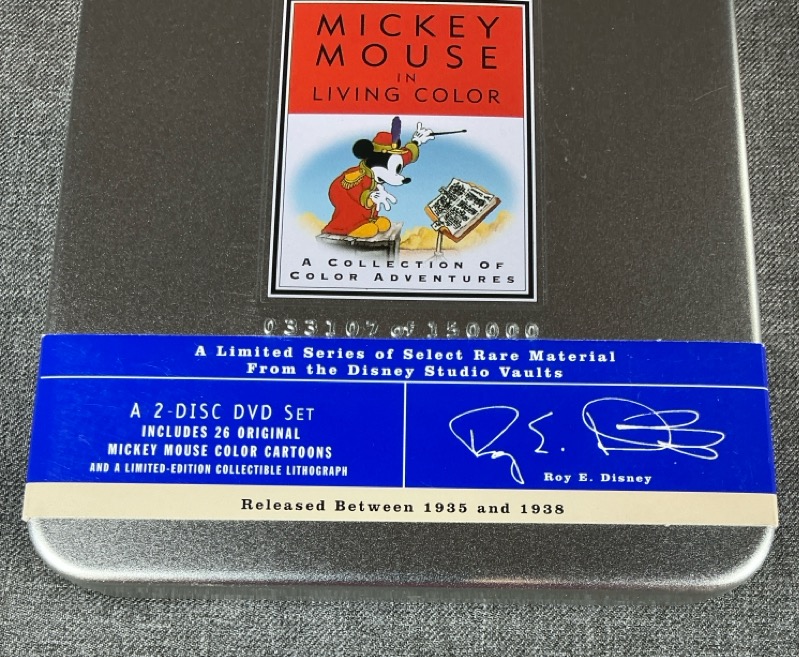 MICKEY
MOUSE
IN
LIVING COLOR
A COLLECTION OF
COLOR ADVENTURES
033107 of 150000
A Limited Series of Select Rare Material
From the Disney Studio Vaults
A 2-DISC DVD SET
INCLUDES 26 ORIGINAL
MICKEY MOUSE COLOR CARTOONS
AND A LIMITED-EDITION COLLECTIBLE LITHOGRAPH
Roy E. Disney
Roy E. Disney
Released Between 1935 and 1938